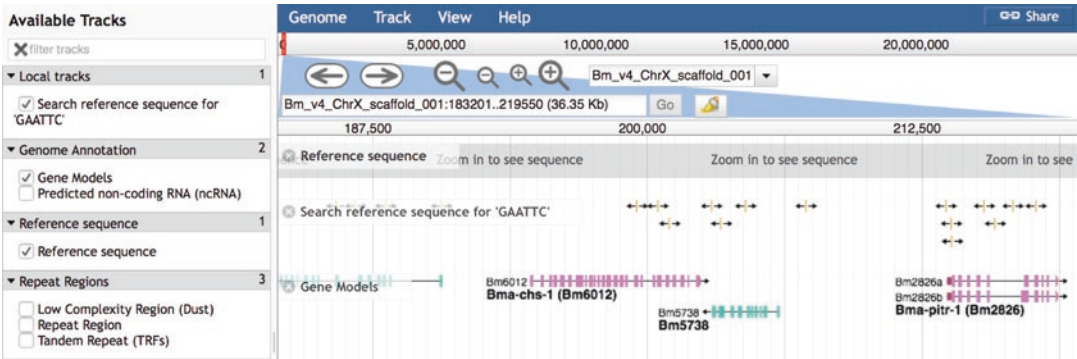 Available Tracks
filter tracks
Local tracks 1
Search reference sequence for
'GAATTC'
Genome Annotation 2
Gene Models
Predicted non-coding RNA (ncRNA)
Reference sequence 1
Reference sequence
Repeat Regions 3
Low Complexity Region (Dust)
Repeat Region
Tandem Repeat (TRFs)
Genome Track View Help Share
0 5,000,000 10,000,000 15,000,000 20,000,000
Bm_v4_ChrX_scaffold_001
Bm_v4_ChrX_scaffold_001:183201..219550 (36.35 Kb) Go
187,500 200,000 212,500
Reference sequence Zoom in to see sequence Zoom in to see sequence Zoom in to see
Search reference sequence for 'GAATTC'
Gene Models
Bm6012
Bma-chs-1 (Bm6012)
Bm5738
Bm5738
Bm2826a
Bm2826b
Bma-pitr-1 (Bm2826)